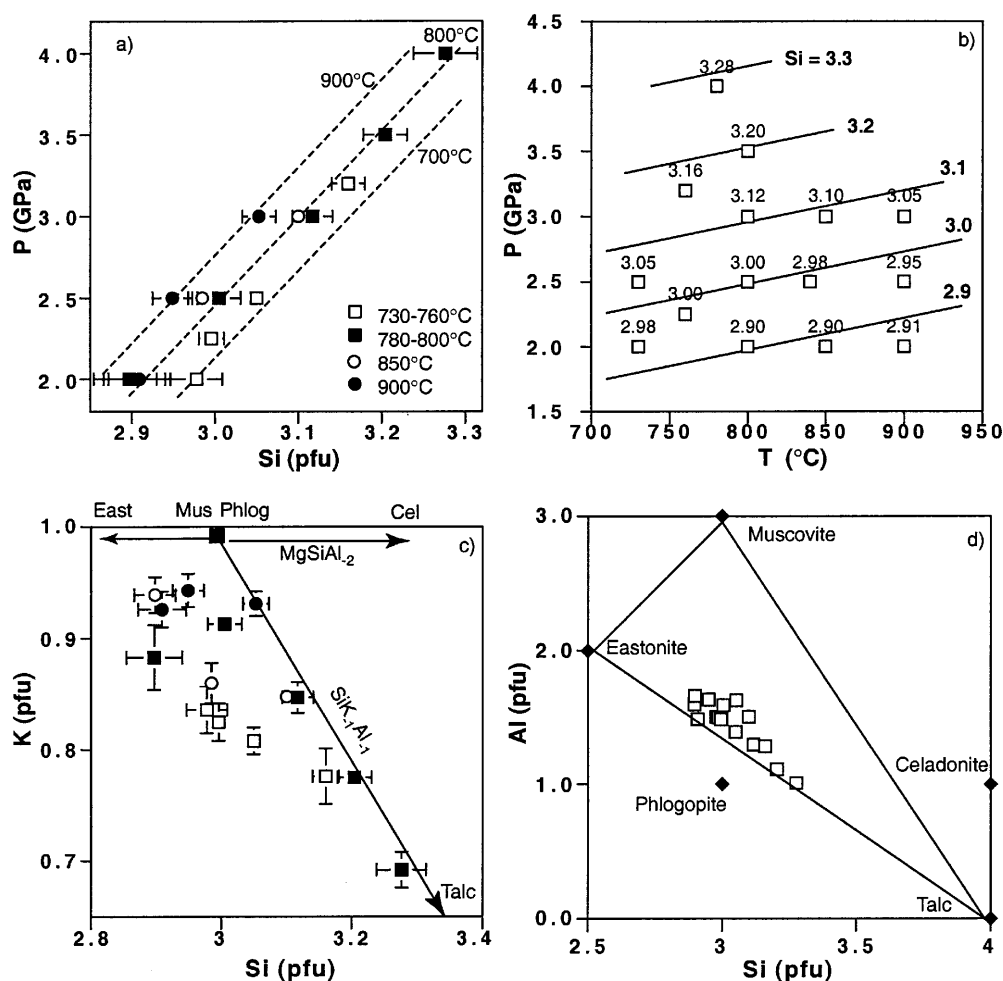 a)
800°C
900°C
700°C
4.0
3.5
3.0
2.5
2.0
P (GPa)
730-760°C
780-800°C
850°C
900°C
2.9 3.0 3.1 3.2 3.3
Si (pfu)
b)
4.5
4.0
3.5
3.0
2.5
2.0
1.5
P (GPa)
Si = 3.3
3.28
3.2
3.20
3.16
3.1
3.12 3.10 3.05
3.0
3.05 3.00 2.98 2.95
3.00
2.9
2.98 2.90 2.90 2.91
700 750 800 850 900 950
T (°C)
East Mus Phlog Cel
c)
MgSiAl-2
1.0
0.9
0.8
0.7
K (pfu)
SiK-1Al-1
Talc
2.8 3 3.2 3.4
Si (pfu)
d)
3.0
2.0
1.0
0.0
Al (pfu)
Muscovite
Eastonite
Celadonite
Phlogopite
Talc
2.5 3 3.5 4
Si (pfu)